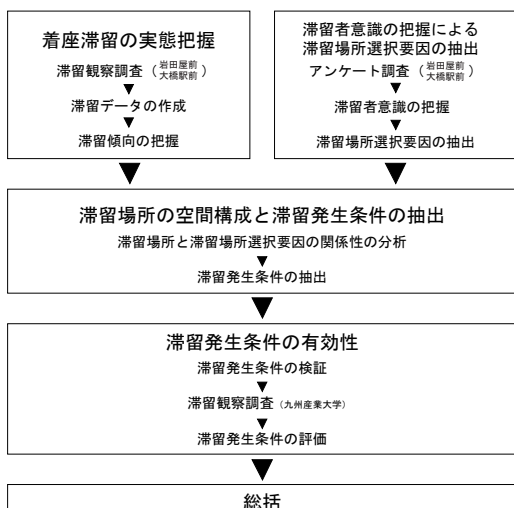 着座滞留の実態把握
滞留観察調査（岩田屋前
大橋駅前）
▼
滞留データの作成
▼
滞留傾向の把握
滞留者意識の把握による
滞留場所選択要因の抽出
アンケート調査（岩田屋前
大橋駅前）
▼
滞留者意識の把握
▼
滞留場所選択要因の抽出
▼
▼
滞留場所の空間構成と滞留発生条件の抽出
滞留場所と滞留場所選択要因の関係性の分析
▼
滞留発生条件の抽出
▼
滞留発生条件の有効性
滞留発生条件の検証
▼
滞留観察調査（九州産業大学）
▼
滞留発生条件の評価
▼
総括